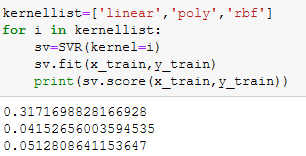 kernellist=['linear','poly','rbf']
for i in kernellist:
    sv=SVR(kernel=i)
    sv.fit(x_train,y_train)
    print(sv.score(x_train,y_train))
0.3171698828166928
0.04152656003594535
0.0512808641153647